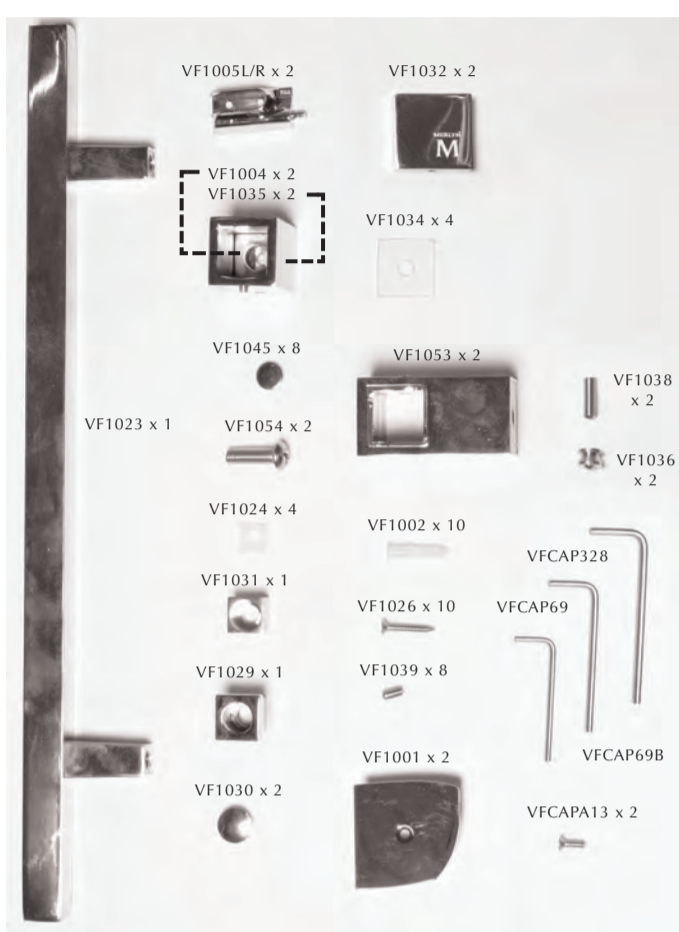 VF1005L/R x 2
VF1032 x 2
MERLYN
M
VF1004 x 2
VF1035 x 2
VF1034 x 4
VF1045 x 8
VF1053 x 2
VF1038
x 2
VF1023 x 1
VF1054 x 2
VF1036
x 2
VF1024 x 4
VF1002 x 10
VFCAP328
VF1031 x 1
VF1026 x 10
VFCAP69
VF1029 x 1
VF1039 x 8
VF1001 x 2
VFCAP69B
VF1030 x 2
VFCAPA13 x 2